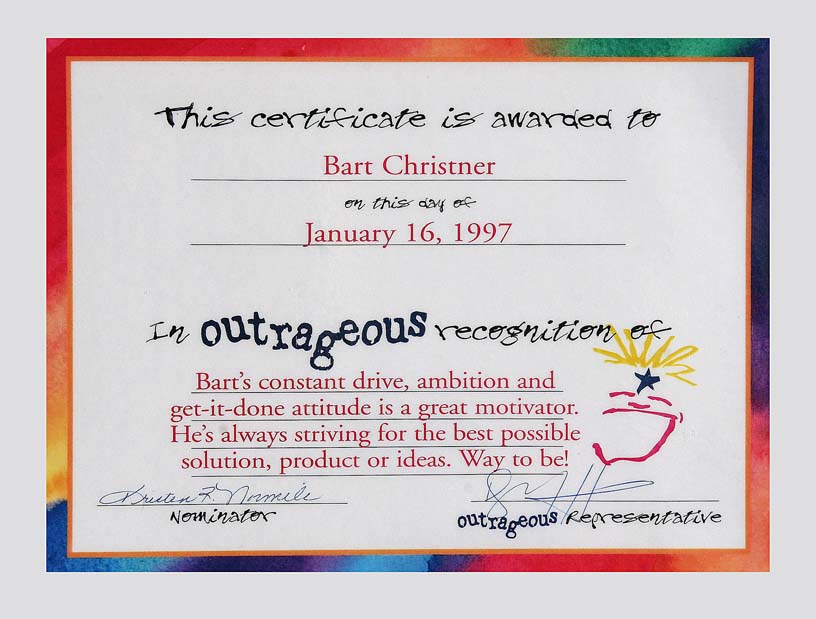 This certificate is awarded to
Bart Christner
on this day of
January 16, 1997
In outrageous recognition of
Bart's constant drive, ambition and
get-it-done attitude is a great motivator.
He's always striving for the best possible
solution, product or ideas. Way to be!
Kristen
Nominator
outrageous Representative